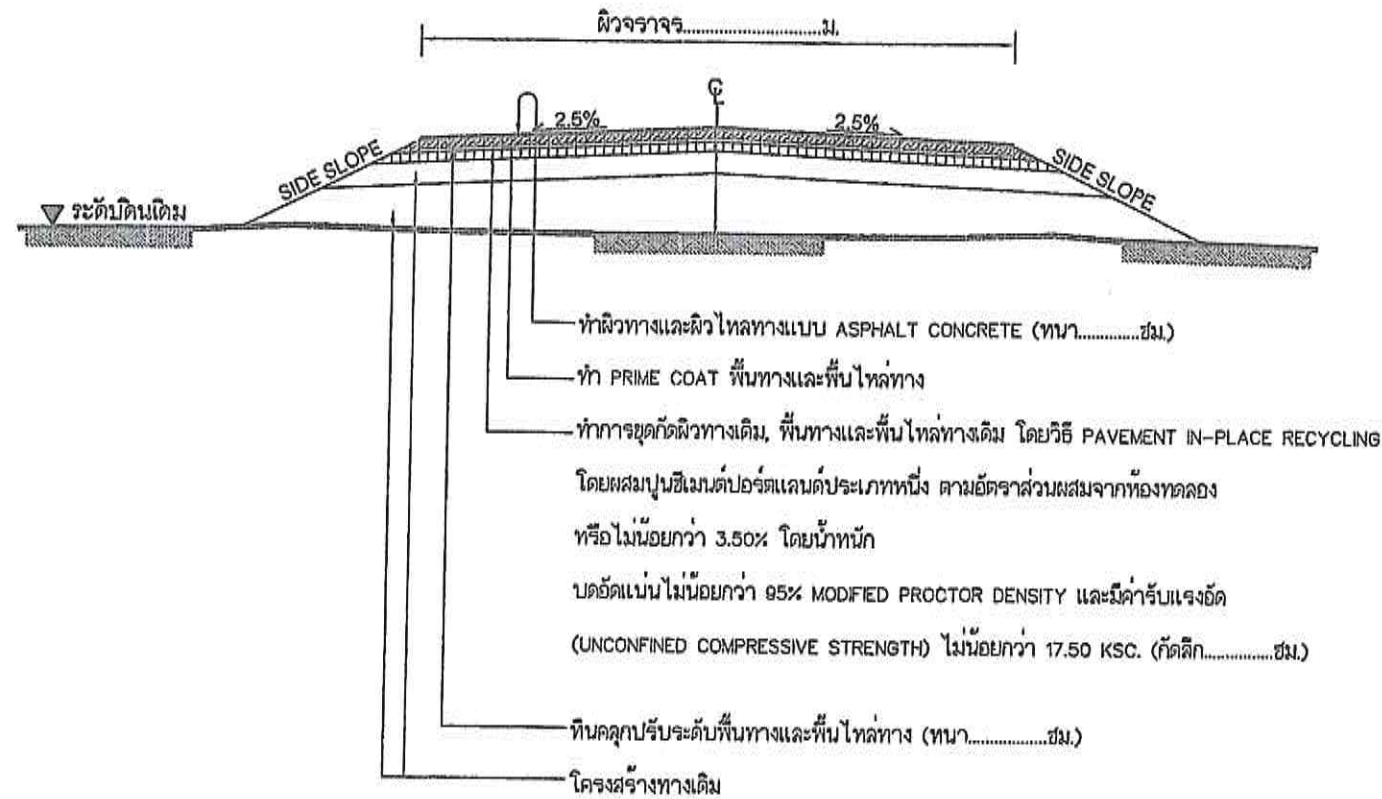 ผิวจราจร............................ม.
℄
2.5% 2.5%
SIDE SLOPE SIDE SLOPE
ระดับดินเดิม
ทำผิวทางและผิวไหล่ทางแบบ ASPHALT CONCRETE (หนา.............ซม.)
ทำ PRIME COAT พื้นทางและพื้นไหล่ทาง
ทำการขุดกัดผิวทางเดิม, พื้นทางและพื้นไหล่ทางเดิม โดยวิธี PAVEMENT IN-PLACE RECYCLING
โดยผสมปูนซีเมนต์ปอร์ตแลนด์ประเภทหนึ่ง ตามอัตราส่วนผสมจากห้องทดลอง
หรือไม่น้อยกว่า 3.50% โดยน้ำหนัก
บดอัดแน่นไม่น้อยกว่า 95% MODIFIED PROCTOR DENSITY และมีค่ารับแรงอัด
(UNCONFINED COMPRESSIVE STRENGTH) ไม่น้อยกว่า 17.50 KSC. (กัดลึก...............ซม.)
หินคลุกปรับระดับพื้นทางและพื้นไหล่ทาง (หนา.................ซม.)
โครงสร้างทางเดิม